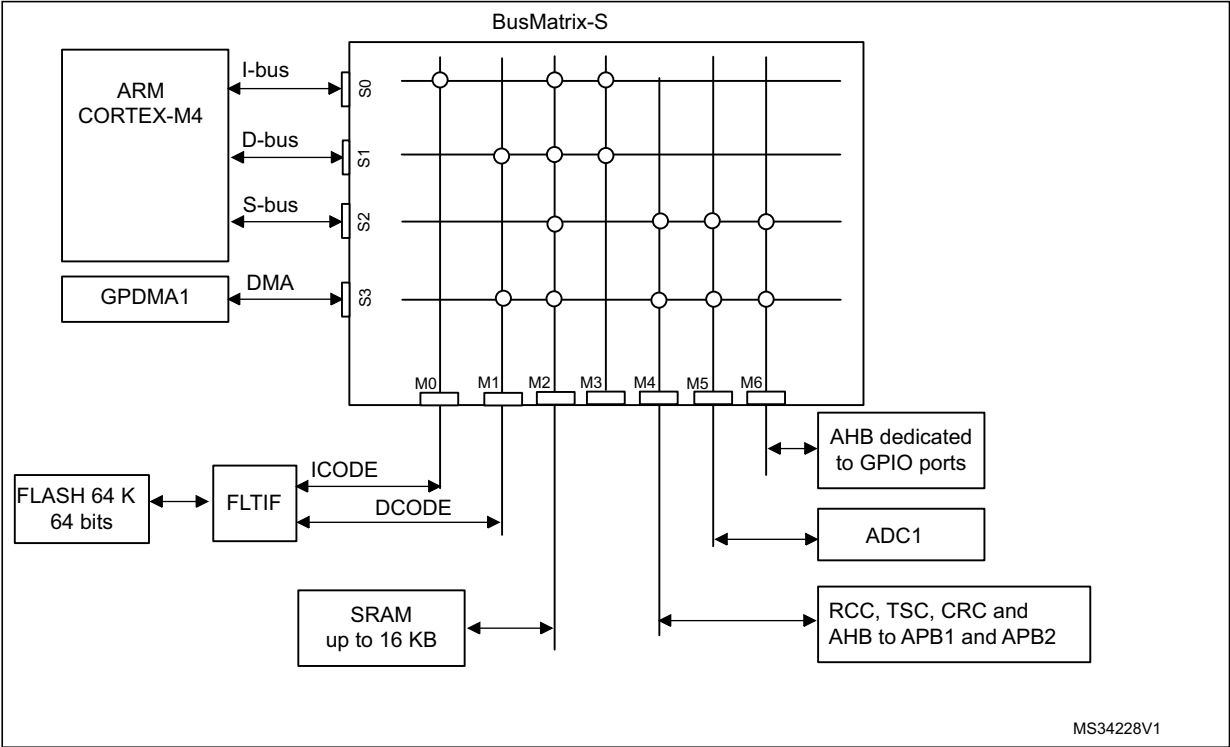 BusMatrix-S
ARM
CORTEX-M4
I-bus
S0
D-bus
S1
S-bus
S2
GPDMA1
DMA
S3
M0 M1 M2 M3 M4 M5 M6
AHB dedicated
to GPIO ports
ICODE
FLASH 64 K
64 bits
FLTIF
DCODE
ADC1
SRAM
up to 16 KB
RCC, TSC, CRC and
AHB to APB1 and APB2
MS34228V1